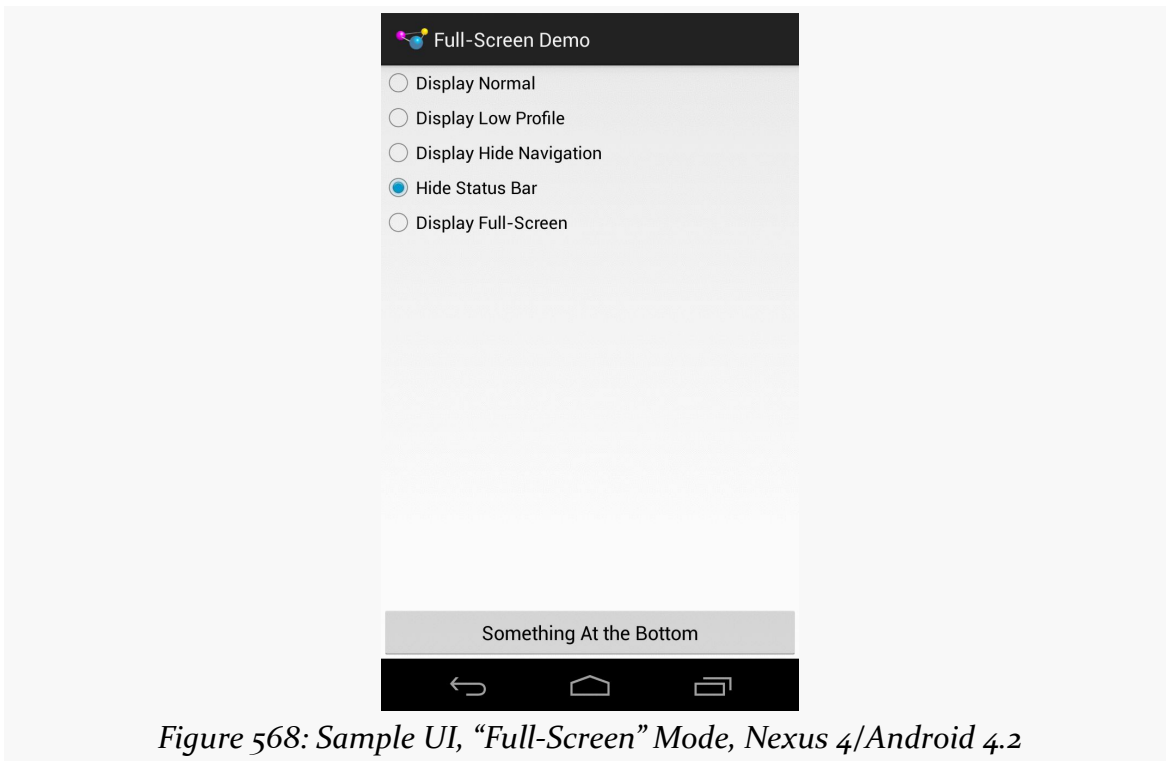 Full-Screen Demo
Display Normal
Display Low Profile
Display Hide Navigation
Hide Status Bar
Display Full-Screen
Something At the Bottom
Figure 568: Sample UI, “Full-Screen” Mode, Nexus 4/Android 4.2